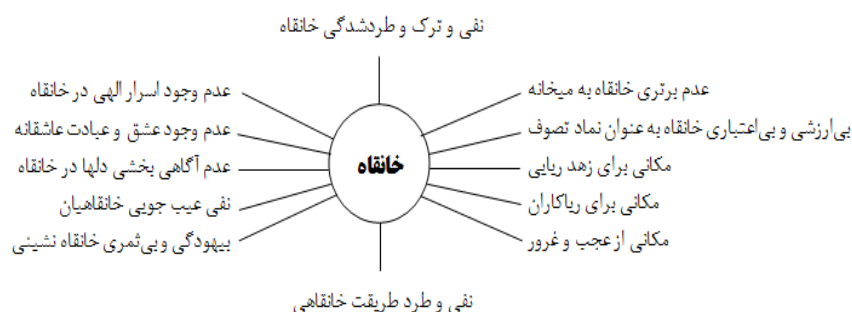 نفی و ترک و طردشدگی خانقاه
عدم برتری خانقاه به میخانه
بی‌ارزشی و بی‌اعتباری خانقاه به عنوان نماد تصوف
مکانی برای زهد ریایی
مکانی برای ریاکاران
مکانی از عجب و غرور
خانقاه
عدم وجود اسرار الهی در خانقاه
عدم وجود عشق و عبادت عاشقانه
عدم آگاهی بخشی دلها در خانقاه
نفی عیب جویی خانقاهیان
بیهودگی و بی‌ثمری خانقاه نشینی
نفی و طرد طریقت خانقاهی